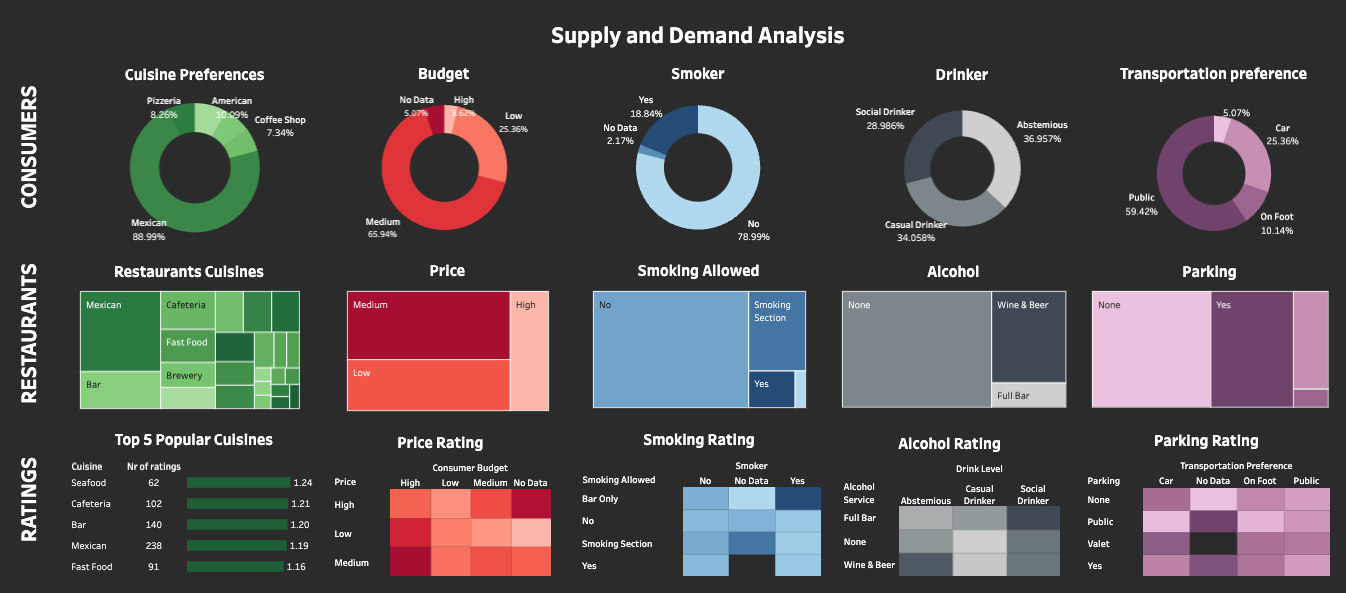 Supply and Demand Analysis
CONSUMERS
Cuisine Preferences
Pizzeria
8.26%
American
10.09%
Coffee Shop
7.34%
Mexican
88.99%
Budget
No Data
5.07%
High
3.62%
Low
25.36%
Medium
65.94%
Smoker
Yes
18.84%
No Data
2.17%
No
78.99%
Drinker
Social Drinker
28.986%
Abstemious
36.957%
Casual Drinker
34.058%
Transportation preference
5.07%
Car
25.36%
Public
59.42%
On Foot
10.14%
RESTAURANTS
Restaurants Cuisines
Mexican
Cafeteria
Fast Food
Bar
Brewery
Price
Medium
High
Low
Smoking Allowed
No
Smoking
Section
Yes
Alcohol
None
Wine & Beer
Full Bar
Parking
None
Yes
RATINGS
Top 5 Popular Cuisines
Cuisine Nr of ratings
Seafood 62 1.24
Cafeteria 102 1.21
Bar 140 1.20
Mexican 238 1.19
Fast Food 91 1.16
Price Rating
Consumer Budget
Price High Low Medium No Data
High
Low
Medium
Smoking Rating
Smoker
Smoking Allowed No No Data Yes
Bar Only
No
Smoking Section
Yes
Alcohol Rating
Drink Level
Alcohol
Service
Abstemious
Casual
Drinker
Social
Drinker
Full Bar
None
Wine & Beer
Parking Rating
Transportation Preference
Parking Car No Data On Foot Public
None
Public
Valet
Yes